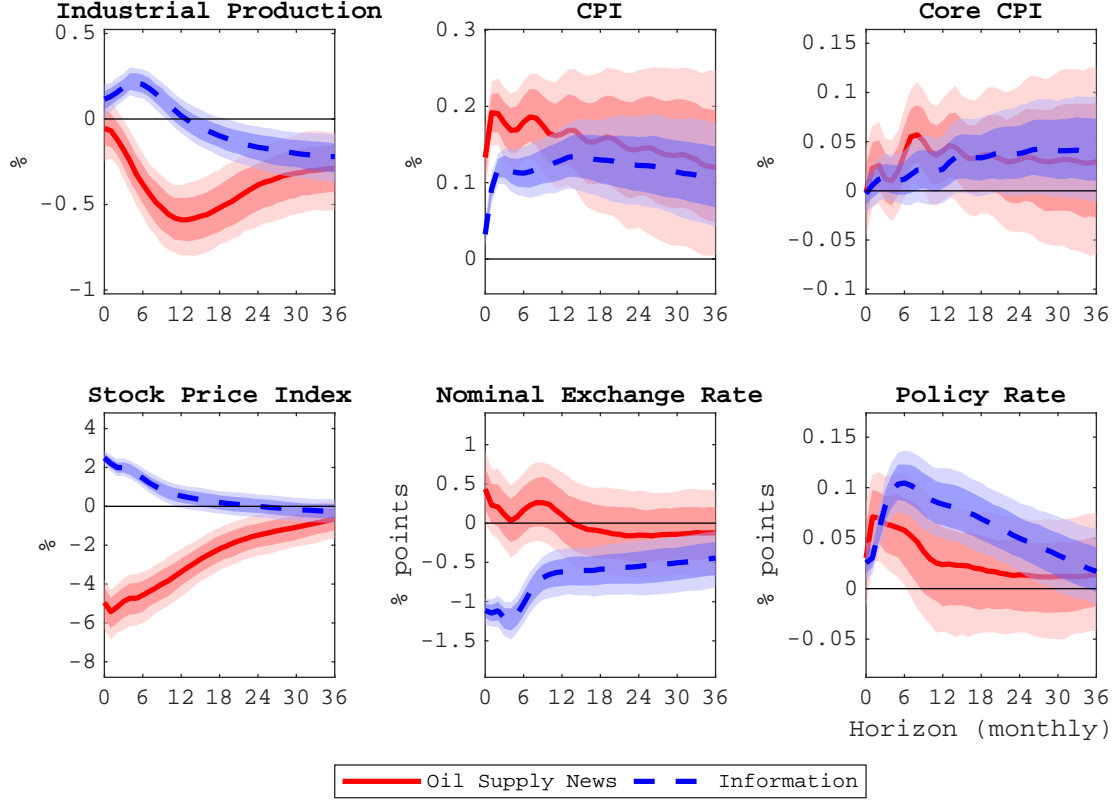 Industrial Production
CPI
Core CPI
0.5
0
-0.5
-1
%
0 6 12 18 24 30 36
0.3
0.2
0.1
0
%
0 6 12 18 24 30 36
0.15
0.1
0.05
0
-0.05
-0.1
%
0 6 12 18 24 30 36
Stock Price Index
Nominal Exchange Rate
Policy Rate
4
2
0
-2
-4
-6
-8
%
0 6 12 18 24 30 36
1
0.5
0
-0.5
-1
-1.5
% points
0 6 12 18 24 30 36
0.15
0.1
0.05
0
-0.05
% points
0 6 12 18 24 30 36
Horizon (monthly)
Oil Supply News
Information